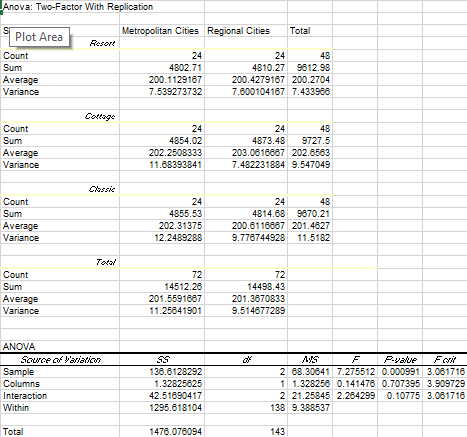 Anova: Two-Factor With Replication
S Metropolitan Cities Regional Cities Total
Plot Area
Resort
Count 24 24 48
Sum 4802.71 4810.27 9612.98
Average 200.1129167 200.4279167 200.2704
Variance 7.539273732 7.600104167 7.433966
Cottage
Count 24 24 48
Sum 4854.02 4873.48 9727.5
Average 202.2508333 203.0616667 202.6563
Variance 11.68393841 7.482231884 9.547049
Classic
Count 24 24 48
Sum 4855.53 4814.68 9670.21
Average 202.31375 200.6116667 201.4627
Variance 12.2489288 9.776744928 11.5182
Total
Count 72 72
Sum 14512.26 14498.43
Average 201.5591667 201.3670833
Variance 11.25641901 9.514677289
ANOVA
Source of Variation SS df MS F P-value F crit
Sample 136.6128292 2 68.30641 7.275512 0.000991 3.061716
Columns 1.32825625 1 1.328256 0.141476 0.707395 3.909729
Interaction 42.51690417 2 21.25845 2.264299 0.10775 3.061716
Within 1295.618104 138 9.388537
Total 1476.076094 143